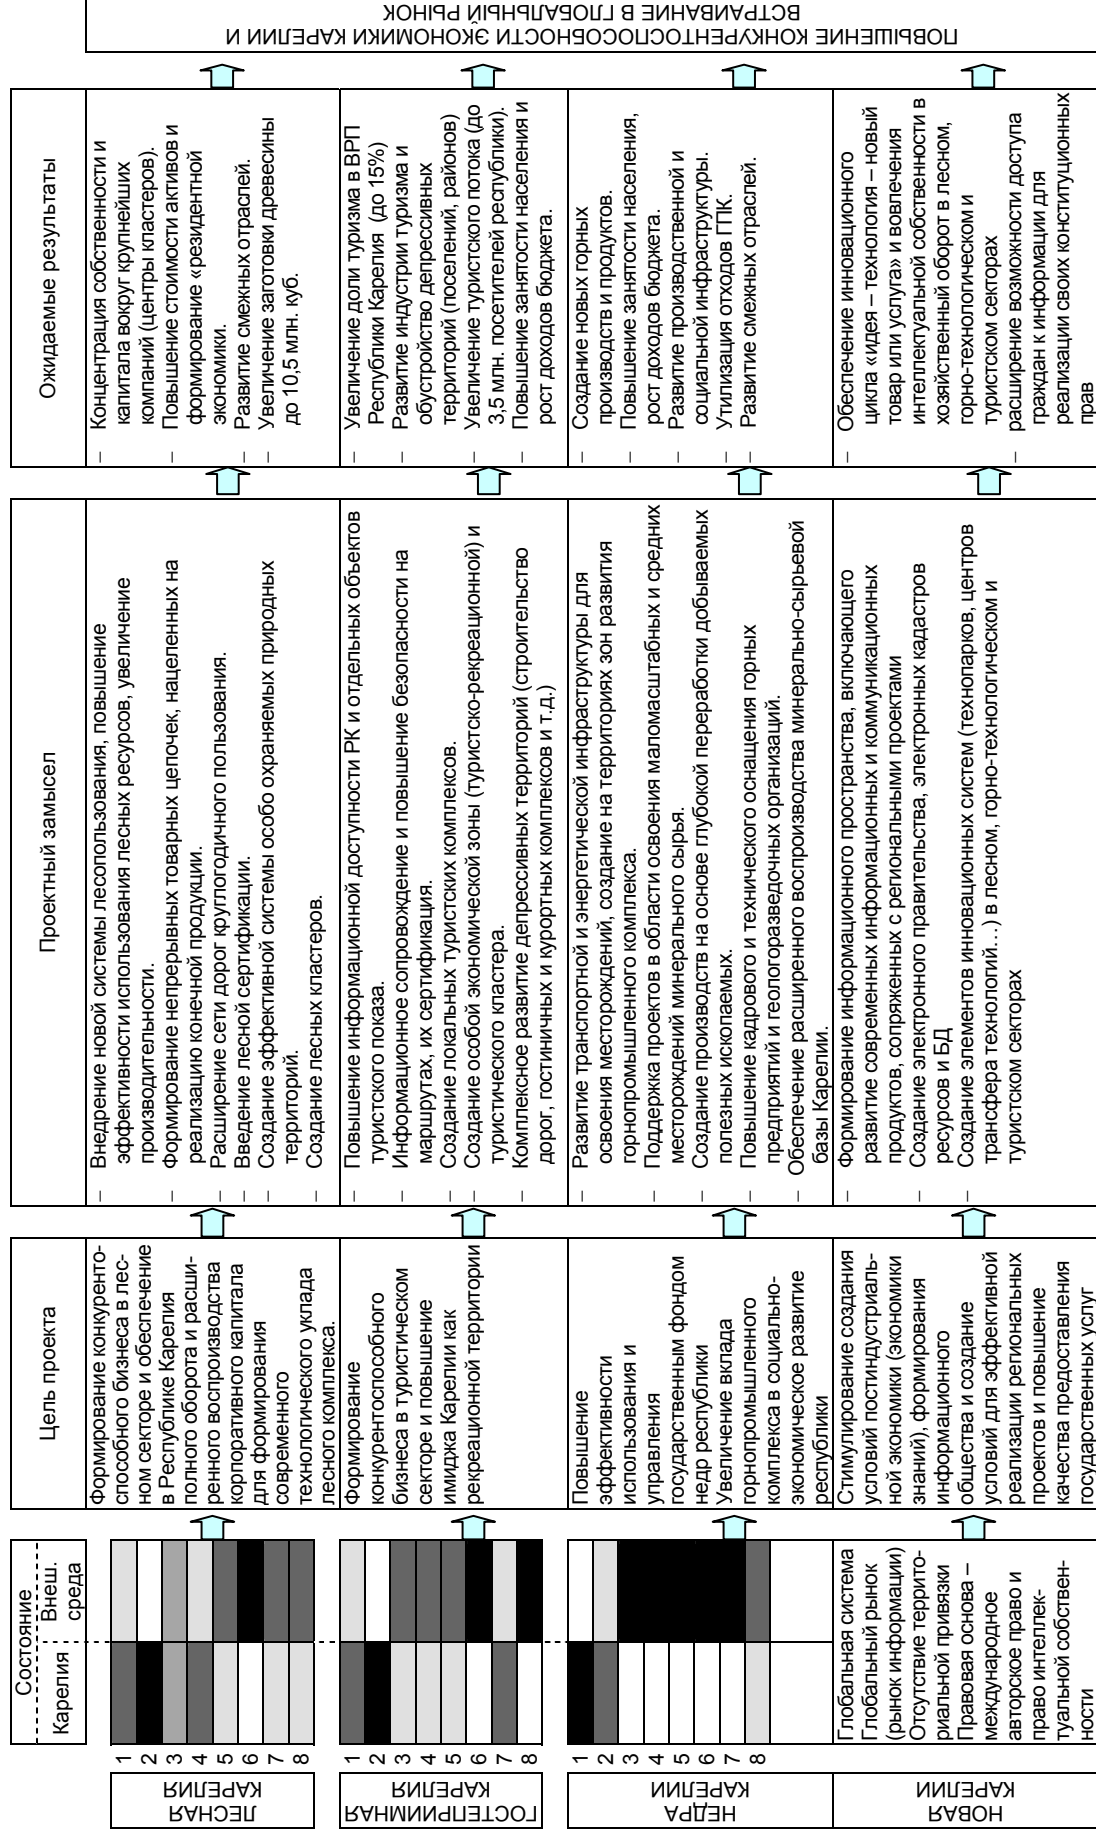 Состояние
Карелия
Внеш.
среда
Цель проекта
Проектный замысел
Ожидаемые результаты
ЛЕСНАЯ
КАРЕЛИЯ
1
2
3
4
5
6
7
8
Формирование конкуренто-
способного бизнеса в лес-
ном секторе и обеспечение
в Республике Карелия
полного оборота и расши-
ренного воспроизводства
корпоративного капитала
для формирования
современного
технологического уклада
лесного комплекса.
– Внедрение новой системы лесопользования, повышение
эффективности использования лесных ресурсов, увеличение
производительности.
– Формирование непрерывных товарных цепочек, нацеленных на
реализацию конечной продукции.
– Расширение сети дорог круглогодичного пользования.
– Введение лесной сертификации.
– Создание эффективной системы особо охраняемых природных
территорий.
– Создание лесных кластеров.
– Концентрация собственности и
капитала вокруг крупнейших
компаний (центры кластеров).
– Повышение стоимости активов и
формирование «резидентной
экономики.
– Развитие смежных отраслей.
– Увеличение заготовки древесины
до 10,5 млн. куб.
ГОСТЕПРИИМНАЯ
КАРЕЛИЯ
1
2
3
4
5
6
7
8
Формирование
конкурентоспособного
бизнеса в туристическом
секторе и повышение
имиджа Карелии как
рекреационной территории
– Повышение информационной доступности РК и отдельных объектов
туристского показа.
– Информационное сопровождение и повышение безопасности на
маршрутах, их сертификация.
– Создание локальных туристских комплексов.
– Создание особой экономической зоны (туристско-рекреационной) и
туристического кластера.
– Комплексное развитие депрессивных территорий (строительство
дорог, гостиничных и курортных комплексов и т.д.)
– Увеличение доли туризма в ВРП
Республики Карелия (до 15%)
– Развитие индустрии туризма и
обустройство депрессивных
территорий (поселений, районов)
– Увеличение туристского потока (до
3,5 млн. посетителей республики).
– Повышение занятости населения и
рост доходов бюджета.
НЕДРА
КАРЕЛИИ
1
2
3
4
5
6
7
8
Повышение
эффективности
использования и
управления
государственным фондом
недр республики
Увеличение вклада
горнопромышленного
комплекса в социально-
экономическое развитие
республики
– Развитие транспортной и энергетической инфраструктуры для
освоения месторождений, создание на территориях зон развития
горнопромышленного комплекса.
– Поддержка проектов в области освоения маломасштабных и средних
месторождений минерального сырья.
– Создание производств на основе глубокой переработки добываемых
полезных ископаемых.
– Повышение кадрового и технического оснащения горных
предприятий и геологоразведочных организаций.
– Обеспечение расширенного воспроизводства минерально-сырьевой
базы Карелии.
– Создание новых горных
производств и продуктов.
– Повышение занятости населения,
рост доходов бюджета.
– Развитие производственной и
социальной инфраструктуры.
– Утилизация отходов ГПК.
– Развитие смежных отраслей.
НОВАЯ
КАРЕЛИИ
Глобальная система
Глобальный рынок
(рынок информации)
Отсутствие террито-
риальной привязки
Правовая основа –
международное
авторское право и
право интеллек-
туальной собствен-
ности
Стимулирование создания
условий постиндустриаль-
ной экономики (экономики
знаний), формирования
информационного
общества и создание
условий для эффективной
реализации региональных
проектов и повышение
качества предоставления
государственных услуг
– Формирование информационного пространства, включающего
развитие современных информационных и коммуникационных
продуктов, сопряженных с региональными проектами
– Создание электронного правительства, электронных кадастров
ресурсов и БД
– Создание элементов инновационных систем (технопарков, центров
трансфера технологий…) в лесном, горно-технологическом и
туристском секторах
– Обеспечение инновационного
цикла «идея – технология – новый
товар или услуга» и вовлечения
интеллектуальной собственности в
хозяйственный оборот в лесном,
горно-технологическом и
туристском секторах
– расширение возможности доступа
граждан к информации для
реализации своих конституционных
прав
ПОВЫШЕНИЕ КОНКУРЕНТОСПОСОБНОСТИ ЭКОНОМИКИ КАРЕЛИИ И
ВСТРАИВАНИЕ В ГЛОБАЛЬНЫЙ РЫНОК